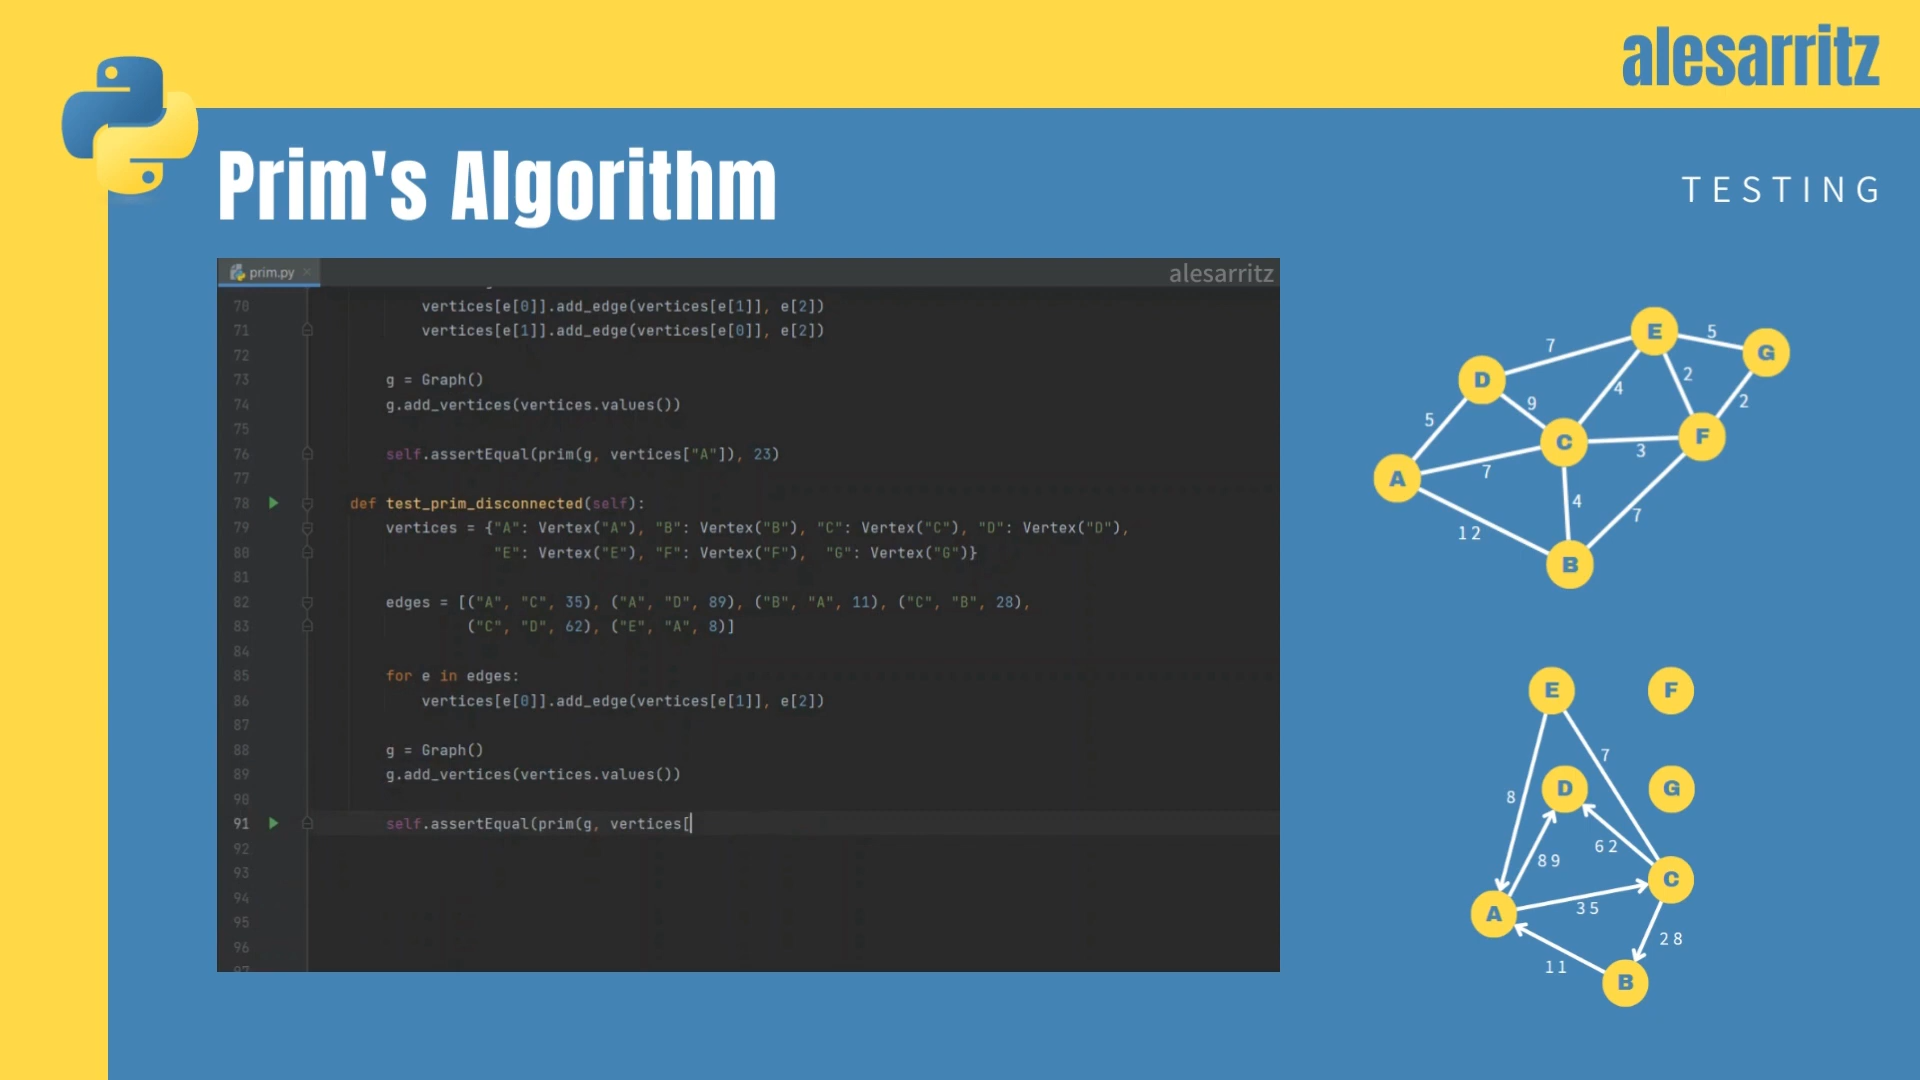 alesarritz
Prim's Algorithm
TESTING
prim.py
alesarritz
70 vertices[e[0]].add_edge(vertices[e[1]], e[2])
71 vertices[e[1]].add_edge(vertices[e[0]], e[2])
72
73 g = Graph()
74 g.add_vertices(vertices.values())
75
76 self.assertEqual(prim(g, vertices["A"]), 23)
77
78 def test_prim_disconnected(self):
79 vertices = {"A": Vertex("A"), "B": Vertex("B"), "C": Vertex("C"), "D": Vertex("D"),
80 "E": Vertex("E"), "F": Vertex("F"), "G": Vertex("G")}
81
82 edges = [("A", "C", 35), ("A", "D", 89), ("B", "A", 11), ("C", "B", 28),
83 ("C", "D", 62), ("E", "A", 8)]
84
85 for e in edges:
86 vertices[e[0]].add_edge(vertices[e[1]], e[2])
87
88 g = Graph()
89 g.add_vertices(vertices.values())
90
91 self.assertEqual(prim(g, vertices[
92
93
94
95
96
97
E
5
G
7
D
2
4
9
2
5
C
F
3
A
7
4
7
12
B
E
F
7
D
G
8
62
89
C
A
35
28
11
B